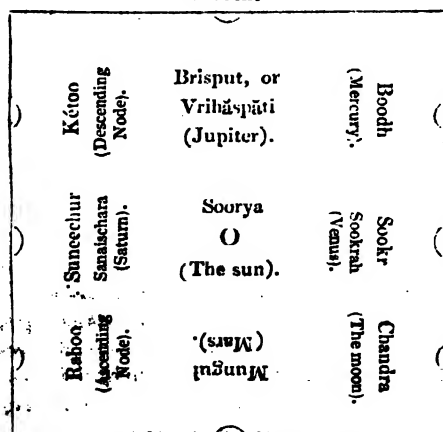 Kétoo
(Descending
Node).
Brisput, or
Vrihăspăti
(Jupiter).
Boodh
(Mercury).
Suneechur
Sanaischara
(Saturn).
Soorya
()
(The sun).
Sookr
Sookrah
(Venus).
Rahoo
(Ascending
Node).
Mungul
(Mars).
Chandra
(The moon).